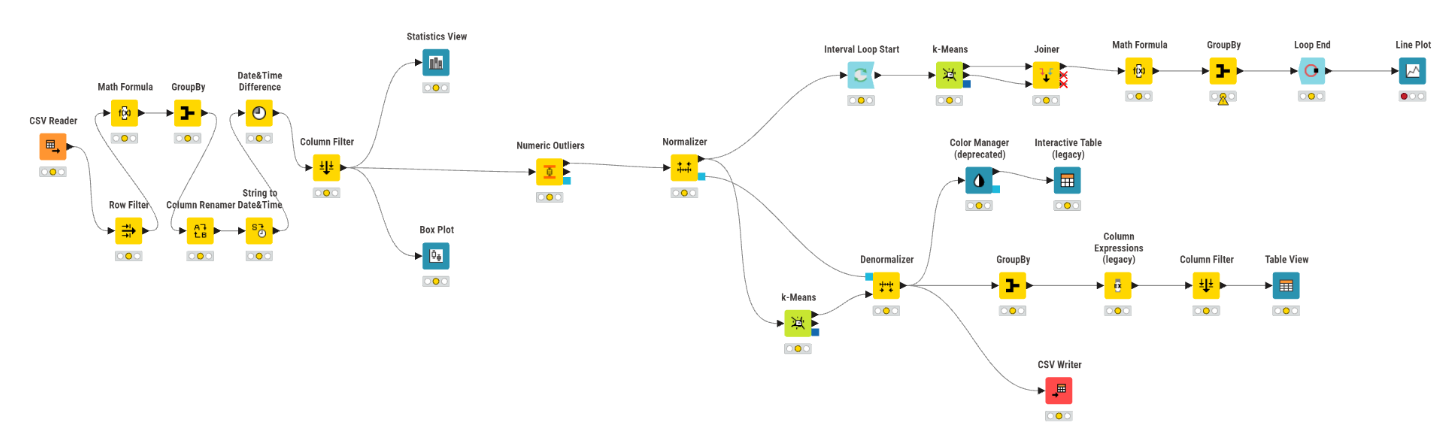 Statistics View
Interval Loop Start
k-Means
Joiner
Math Formula
GroupBy
Loop End
Line Plot
Date&Time
Difference
Math Formula
GroupBy
CSV Reader
Column Filter
Numeric Outliers
Normalizer
Color Manager
(deprecated)
Interactive Table
(legacy)
Row Filter
Column Renamer
String to
Date&Time
Box Plot
Denormalizer
GroupBy
Column
Expressions
(legacy)
Column Filter
Table View
k-Means
CSV Writer